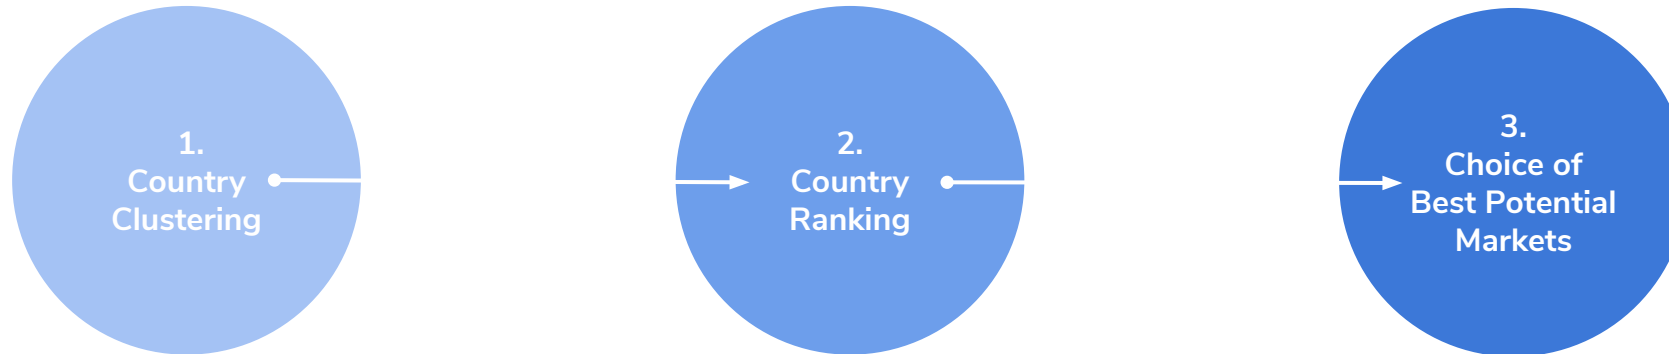 1.
Country
Clustering
2.
Country
Ranking
3.
Choice of
Best Potential
Markets